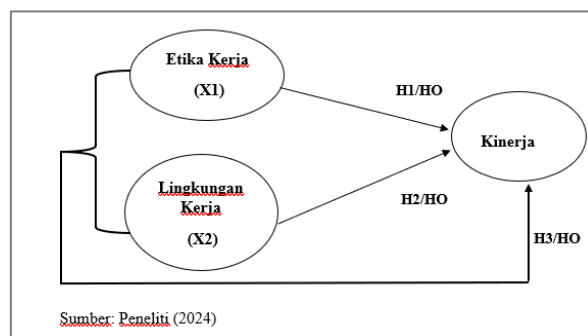 Etika Kerja
(X1)
H1/HO
Kinerja
Lingkungan
Kerja
(X2)
H2/HO
H3/HO
Sumber: Peneliti (2024)